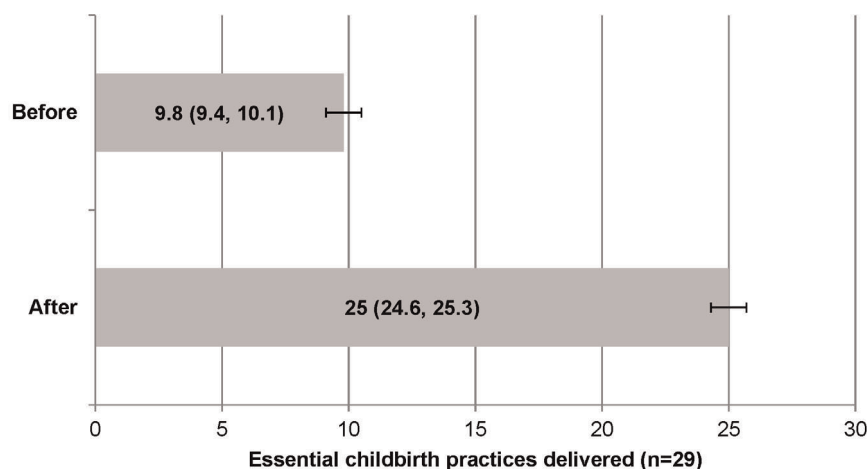 Before
9.8 (9.4, 10.1)
After
25 (24.6, 25.3)
0 5 10 15 20 25 30
Essential childbirth practices delivered (n=29)